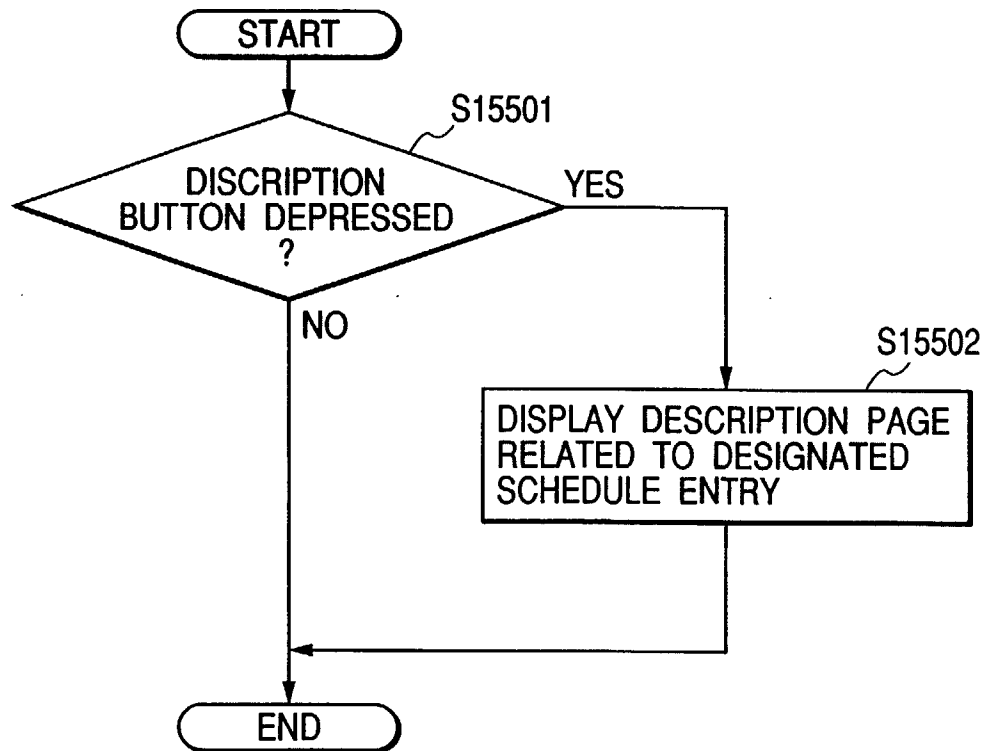 START
S15501
DISCRIPTION
BUTTON DEPRESSED
?
YES
NO
S15502
DISPLAY DESCRIPTION PAGE
RELATED TO DESIGNATED
SCHEDULE ENTRY
END